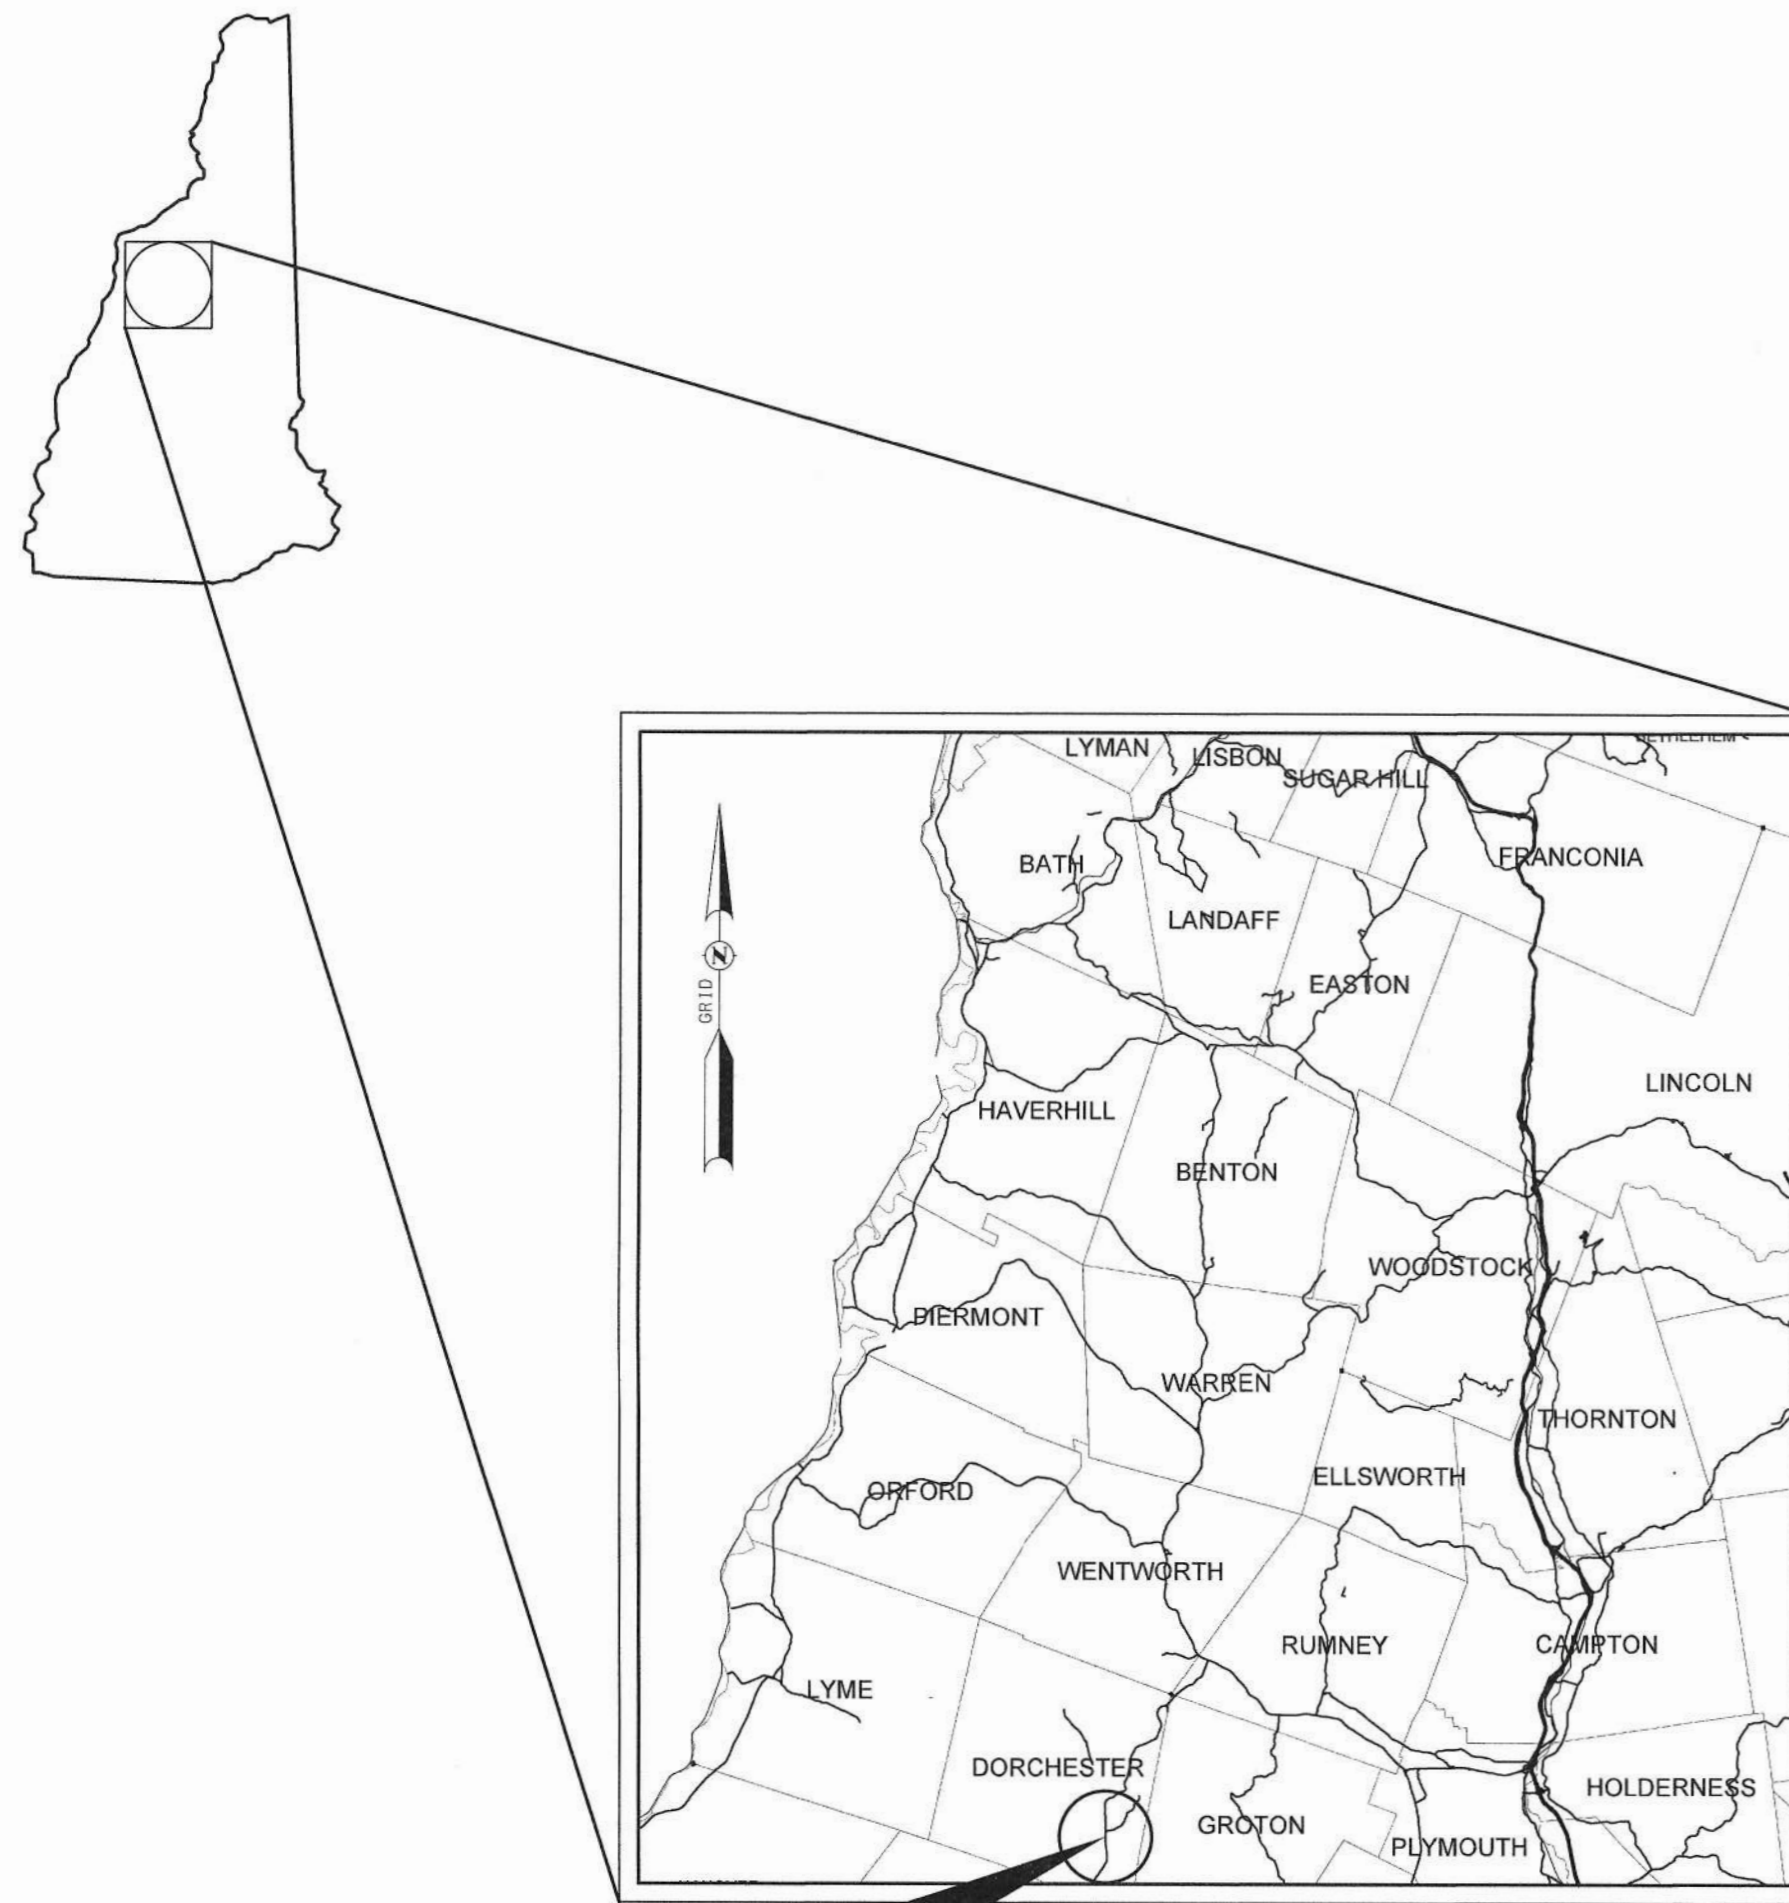 LYMAN
LISBON
BETHLEHEM
SUGAR HILL
FRANCONIA
BATH
LANDAFF
EASTON
GRID
N
LINCOLN
HAVERHILL
BENTON
WOODSTOCK
PIERMONT
WARREN
THORNTON
ELLSWORTH
ORFORD
WENTWORTH
RUMNEY
CAMPTON
LYME
DORCHESTER
HOLDERNESS
GROTON
PLYMOUTH